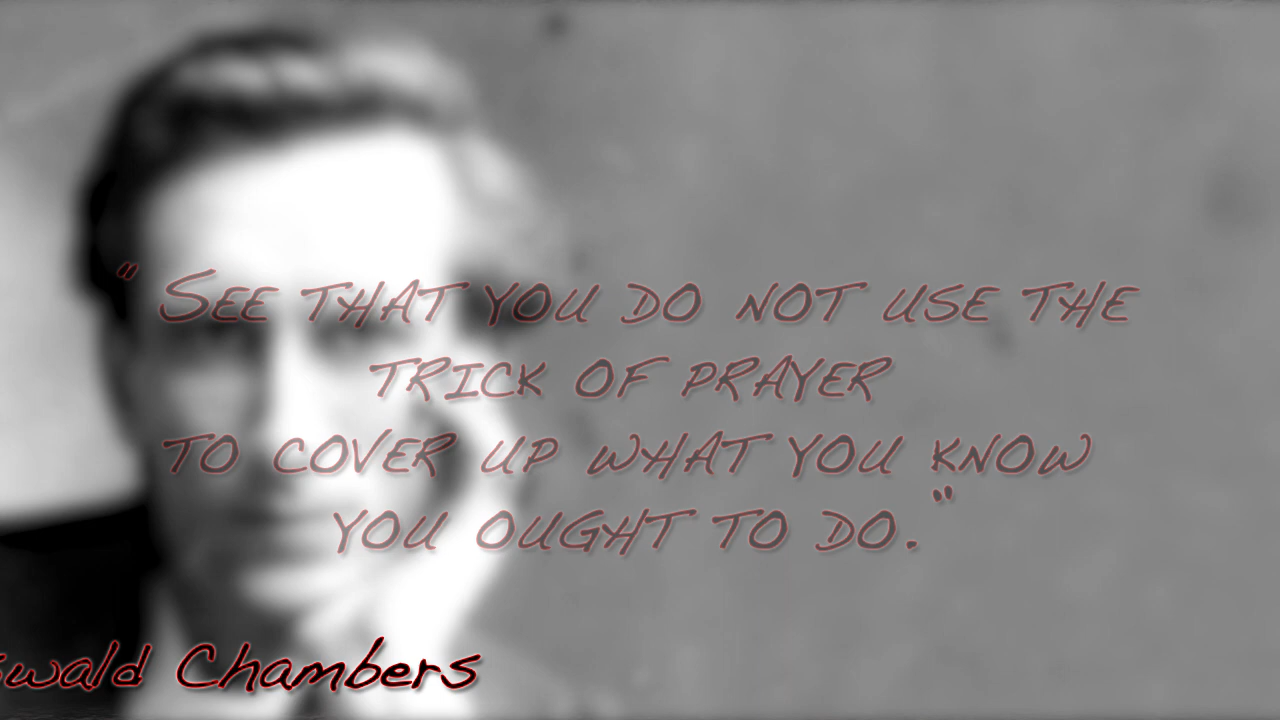 " See that you do not use the
trick of prayer
to cover up what you know
you ought to do."
swald Chambers